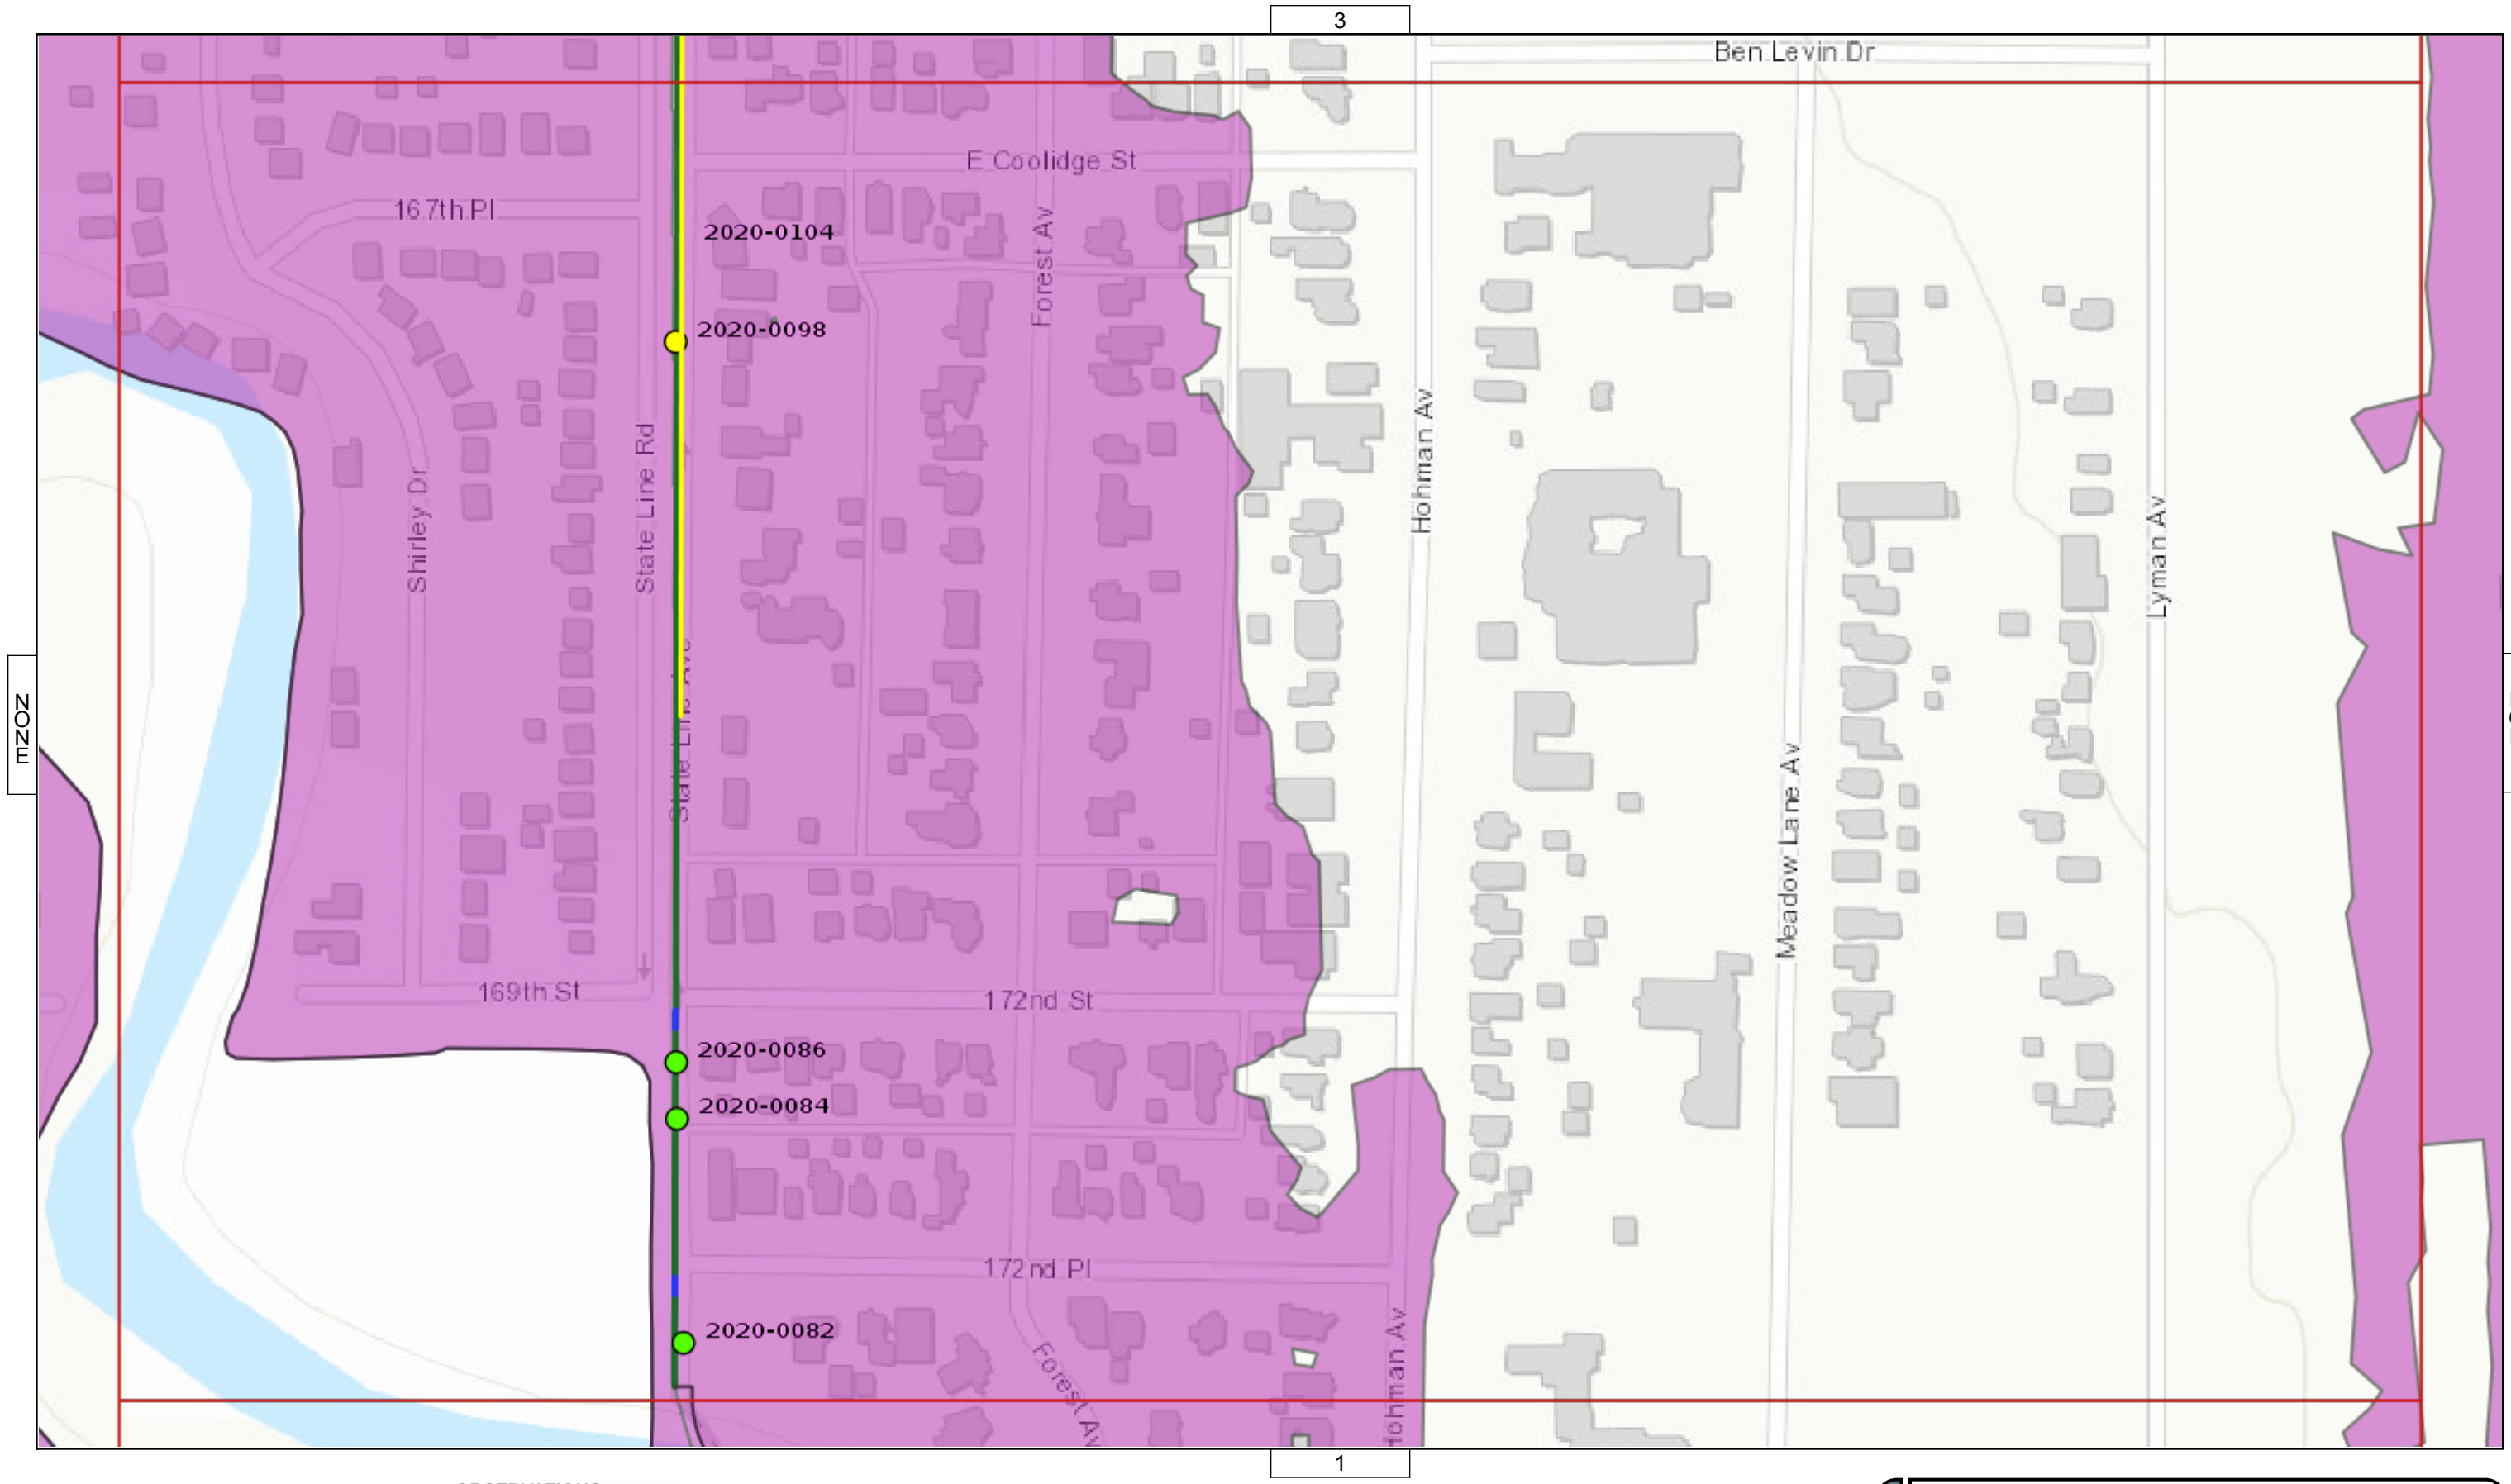 3
Ben Levin Dr
E Coolidge St
167th Pl
2020-0104
Forest Av
2020-0098
Hohman Av
State Line Rd
Shirley Dr
Lyman Av
State Line Ave
NONE
Meadow Lane Av
169th St
172nd St
2020-0086
2020-0084
172nd Pl
2020-0082
Forest Av
Hohman Av
1